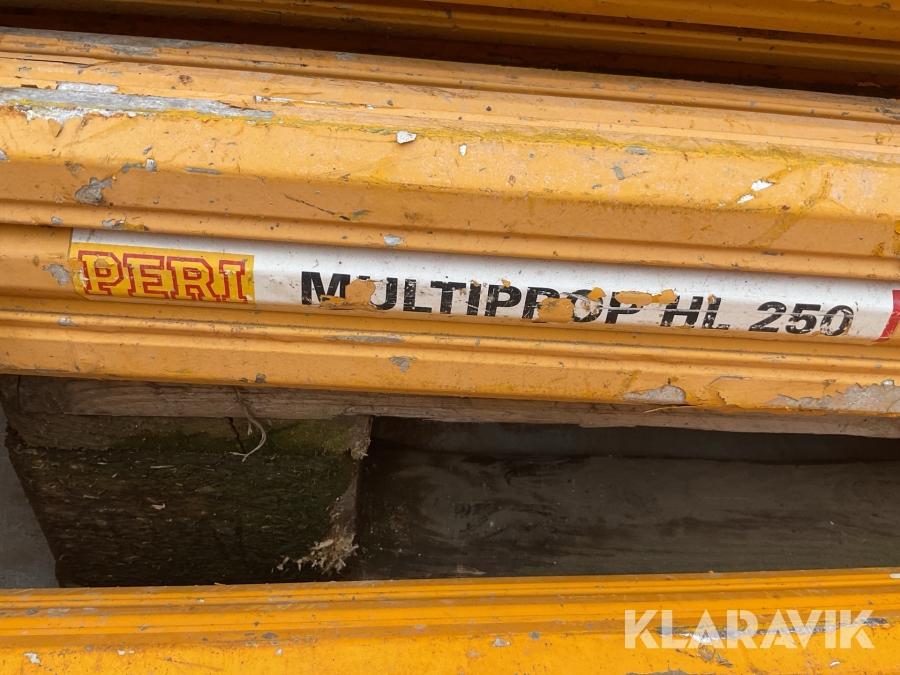 PERI MULTIPROP HL 250
KLARAVIK